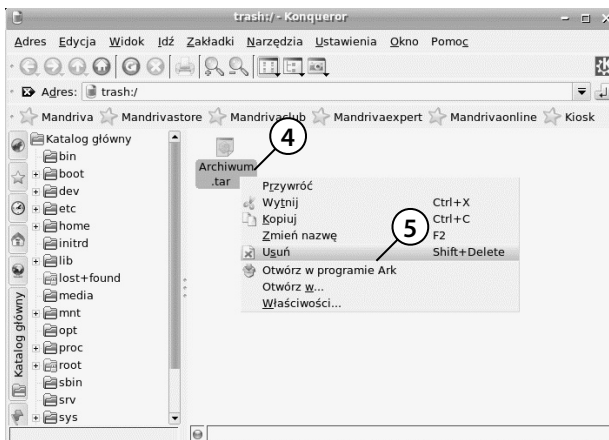 trash:/ - Konqueror
Adres Edycja Widok Idź Zakładki Narzędzia Ustawienia Okno Pomoc
Adres: trash:/
Mandriva Mandrivastore Mandrivaclub Mandrivaexpert Mandrivaonline Kiosk
4
Katalog główny
bin
boot
dev
etc
home
initrd
lib
lost+found
media
mnt
opt
proc
root
sbin
srv
sys
Katalog główny
Archiwum
.tar
Przywróć
Wytnij Ctrl+X
Kopiuj Ctrl+C
Zmień nazwę F2
5
Usuń Shift+Delete
Otwórz w programie Ark
Otwórz w...
Właściwości...